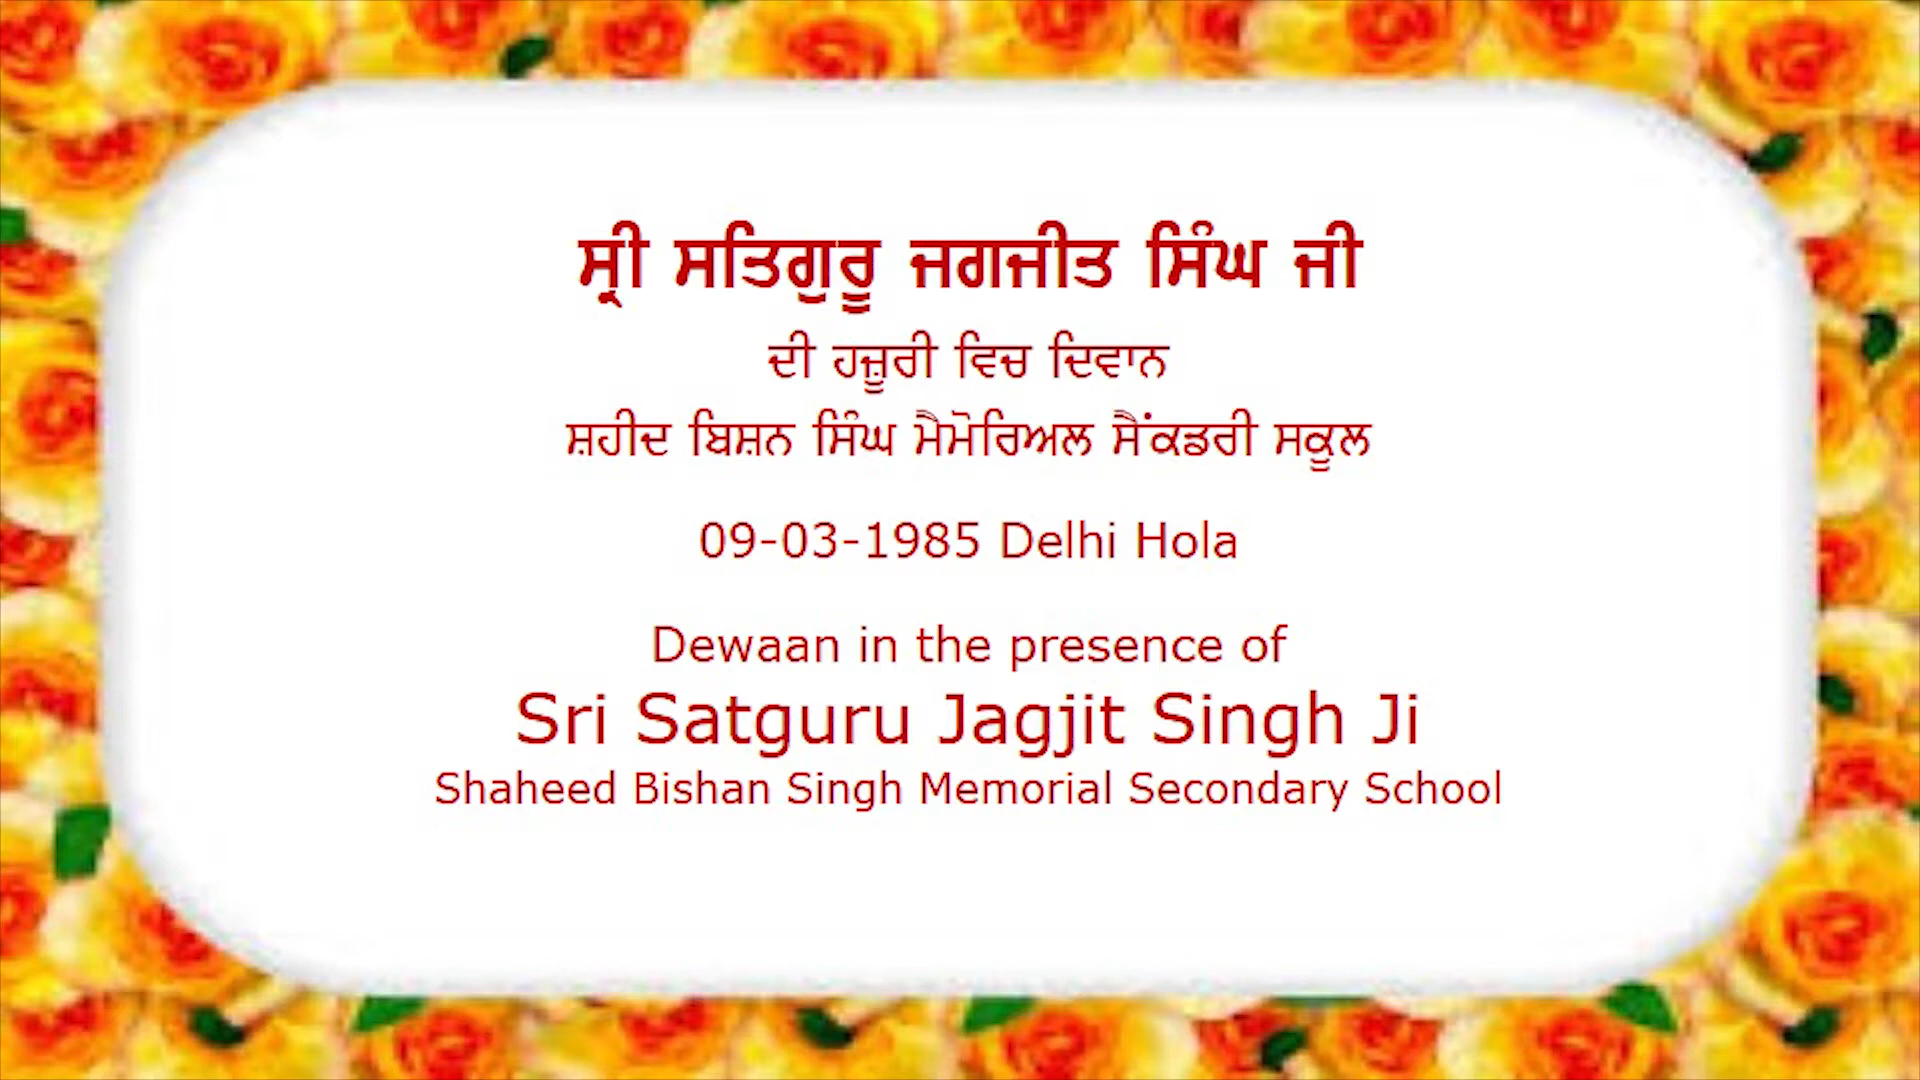 ਸ੍ਰੀ ਸਤਿਗੁਰੂ ਜਗਜੀਤ ਸਿੰਘ ਜੀ
ਦੀ ਹਜ਼ੂਰੀ ਵਿਚ ਦਿਵਾਨ
ਸ਼ਹੀਦ ਬਿਸ਼ਨ ਸਿੰਘ ਮੈਮੋਰਿਅਲ ਸੈਂਕਡਰੀ ਸਕੂਲ
09-03-1985 Delhi Hola
Dewaan in the presence of
Sri Satguru Jagjit Singh Ji
Shaheed Bishan Singh Memorial Secondary School